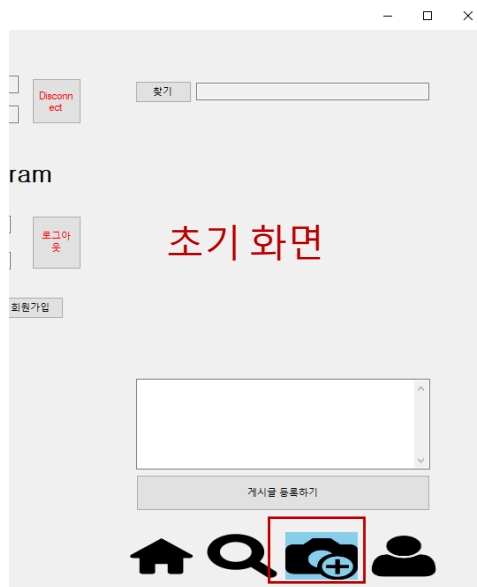 Disconn
ect
찾기
ram
로그아
웃
초기 화면
회원가입
게시글 등록하기